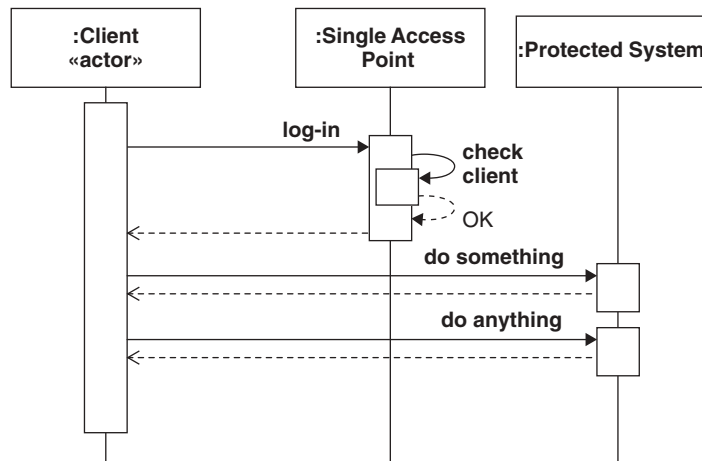 :Client
«actor»
:Single Access
Point
:Protected System
log-in
check
client
OK
do something
do anything